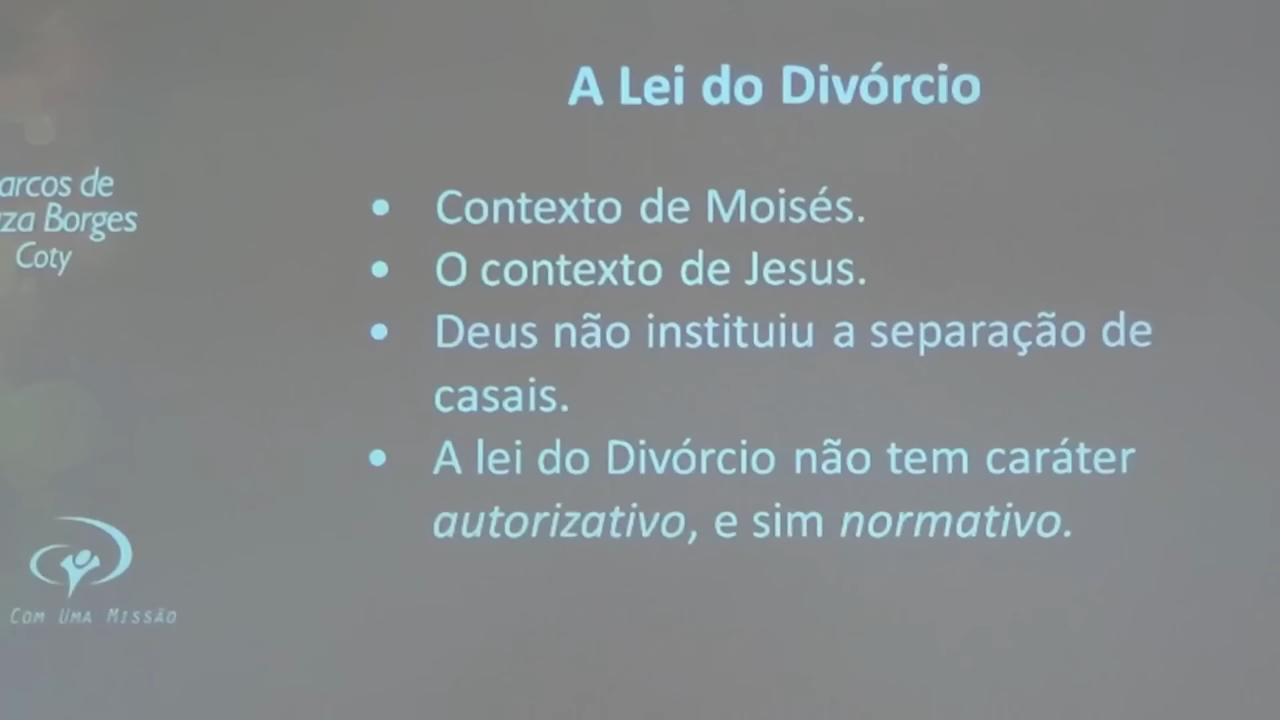 A Lei do Divórcio
arcos de
za Borges
Coty
• Contexto de Moisés.
• O contexto de Jesus.
• Deus não instituiu a separação de
casais.
• A lei do Divórcio não tem caráter
autorizativo, e sim normativo.
Com Uma Missão